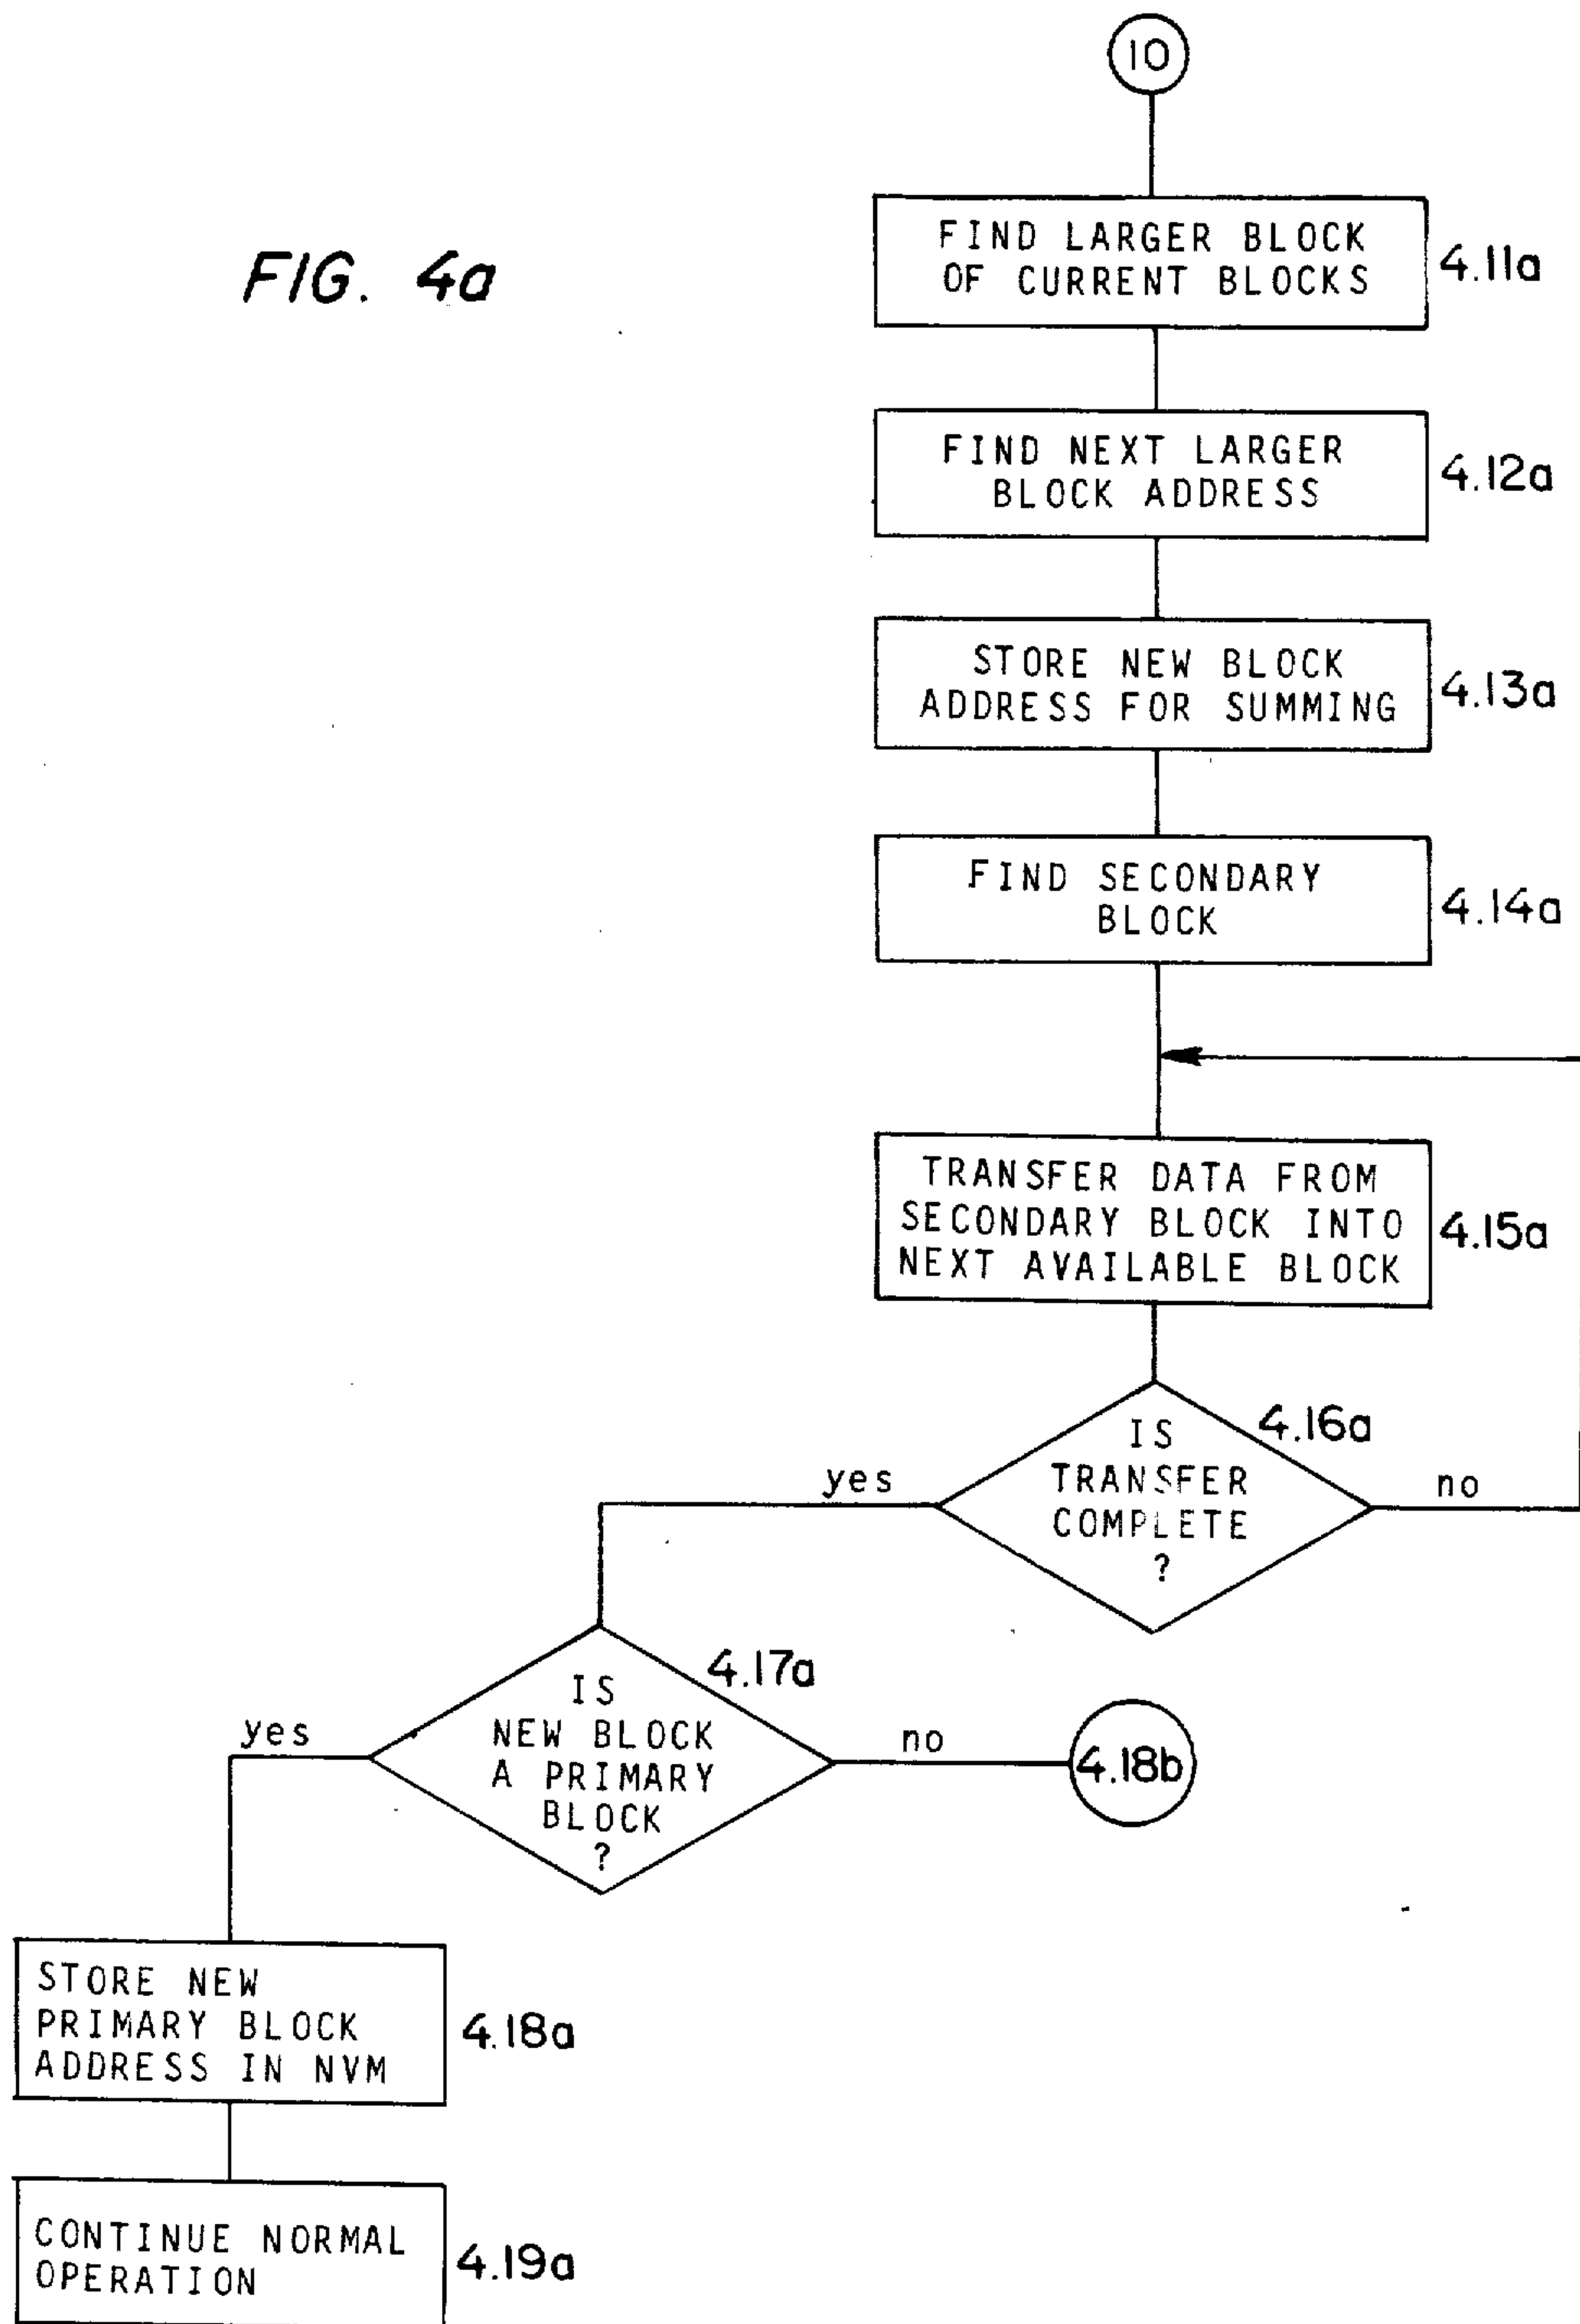 10
FIG. 4a
FIND LARGER BLOCK
OF CURRENT BLOCKS
4.11a
FIND NEXT LARGER
BLOCK ADDRESS
4.12a
STORE NEW BLOCK
ADDRESS FOR SUMMING
4.13a
FIND SECONDARY
BLOCK
4.14a
TRANSFER DATA FROM
SECONDARY BLOCK INTO
NEXT AVAILABLE BLOCK
4.15a
IS
TRANSFER
COMPLETE
?
4.16a
yes
no
IS
NEW BLOCK
A PRIMARY
BLOCK
?
4.17a
yes
no
4.18b
STORE NEW
PRIMARY BLOCK
ADDRESS IN NVM
4.18a
CONTINUE NORMAL
OPERATION
4.19a